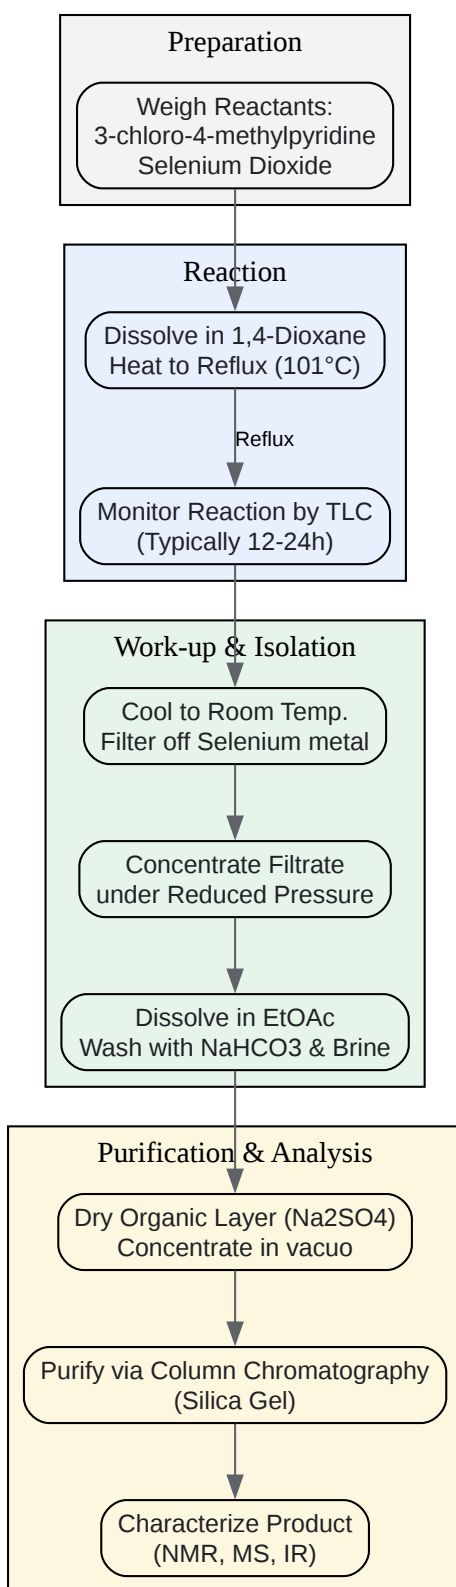 Preparation
Weigh Reactants:
3-chloro-4-methylpyridine
Selenium Dioxide
Reaction
Dissolve in 1,4-Dioxane
Heat to Reflux (101°C)
Reflux
Monitor Reaction by TLC
(Typically 12-24h)
Work-up & Isolation
Cool to Room Temp.
Filter off Selenium metal
Concentrate Filtrate
under Reduced Pressure
Dissolve in EtOAc
Wash with NaHCO3 & Brine
Purification & Analysis
Dry Organic Layer (Na2SO4)
Concentrate in vacuo
Purify via Column Chromatography
(Silica Gel)
Characterize Product
(NMR, MS, IR)